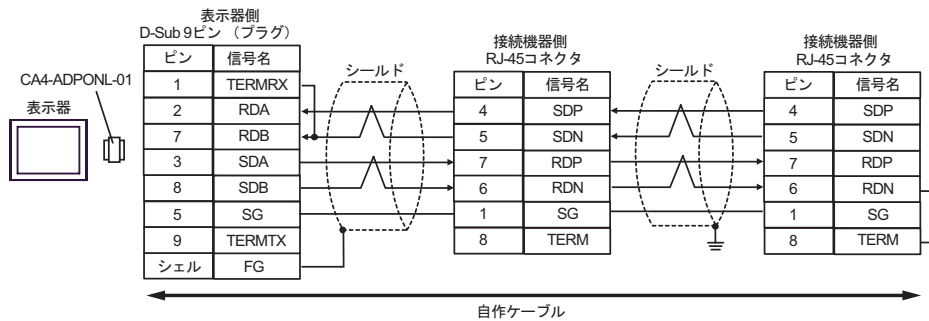 表示器側
D-Sub 9ピン （プラグ）
ピン 信号名
1 TERMRX
2 RDA
7 RDB
3 SDA
8 SDB
5 SG
9 TERMTX
シェル FG
CA4-ADPONL-01
表示器
シールド
接続機器側
RJ-45コネクタ
ピン 信号名
4 SDP
5 SDN
7 RDP
6 RDN
1 SG
8 TERM
シールド
接続機器側
RJ-45コネクタ
ピン 信号名
4 SDP
5 SDN
7 RDP
6 RDN
1 SG
8 TERM
自作ケーブル